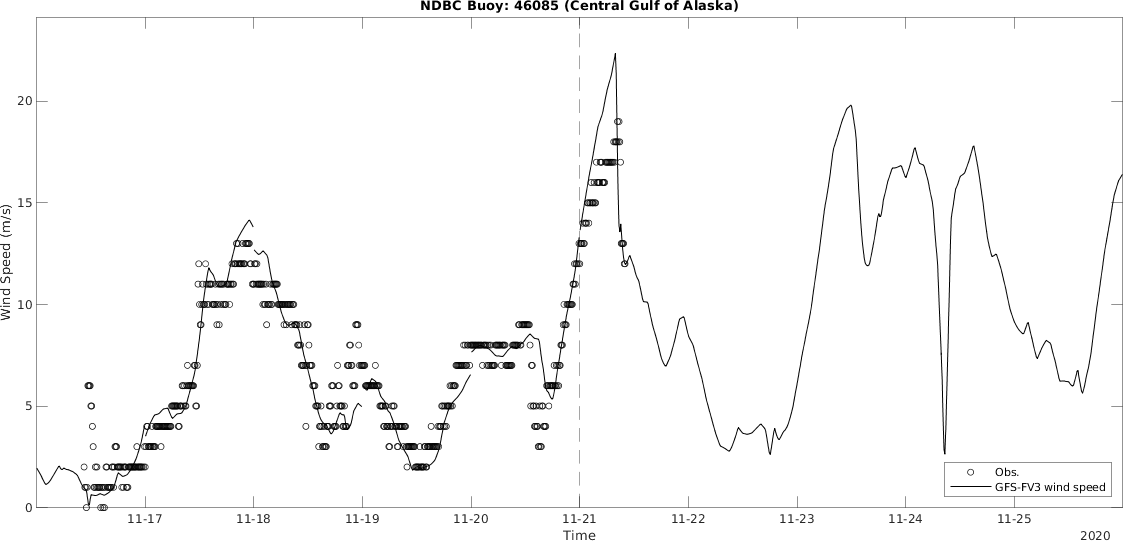 NDBC Buoy: 46085 (Central Gulf of Alaska)
Wind Speed (m/s)
20
15
10
5
0
11-17 11-18 11-19 11-20 11-21 11-22 11-23 11-24 11-25
Time
2020
Obs.
GFS-FV3 wind speed